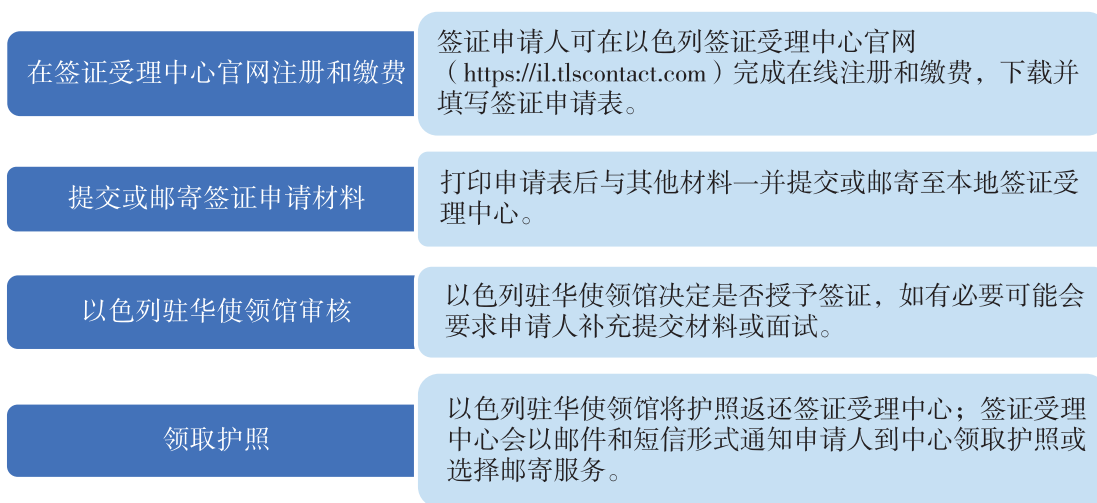 在签证受理中心官网注册和缴费
签证申请人可在以色列签证受理中心官网
（https://il.tlscontact.com）完成在线注册和缴费，下载并
填写签证申请表。
提交或邮寄签证申请材料
打印申请表后与其他材料一并提交或邮寄至本地签证受
理中心。
以色列驻华使领馆审核
以色列驻华使领馆决定是否授予签证，如有必要可能会
要求申请人补充提交材料或面试。
领取护照
以色列驻华使领馆将护照返还签证受理中心；签证受理
中心会以邮件和短信形式通知申请人到中心领取护照或
选择邮寄服务。